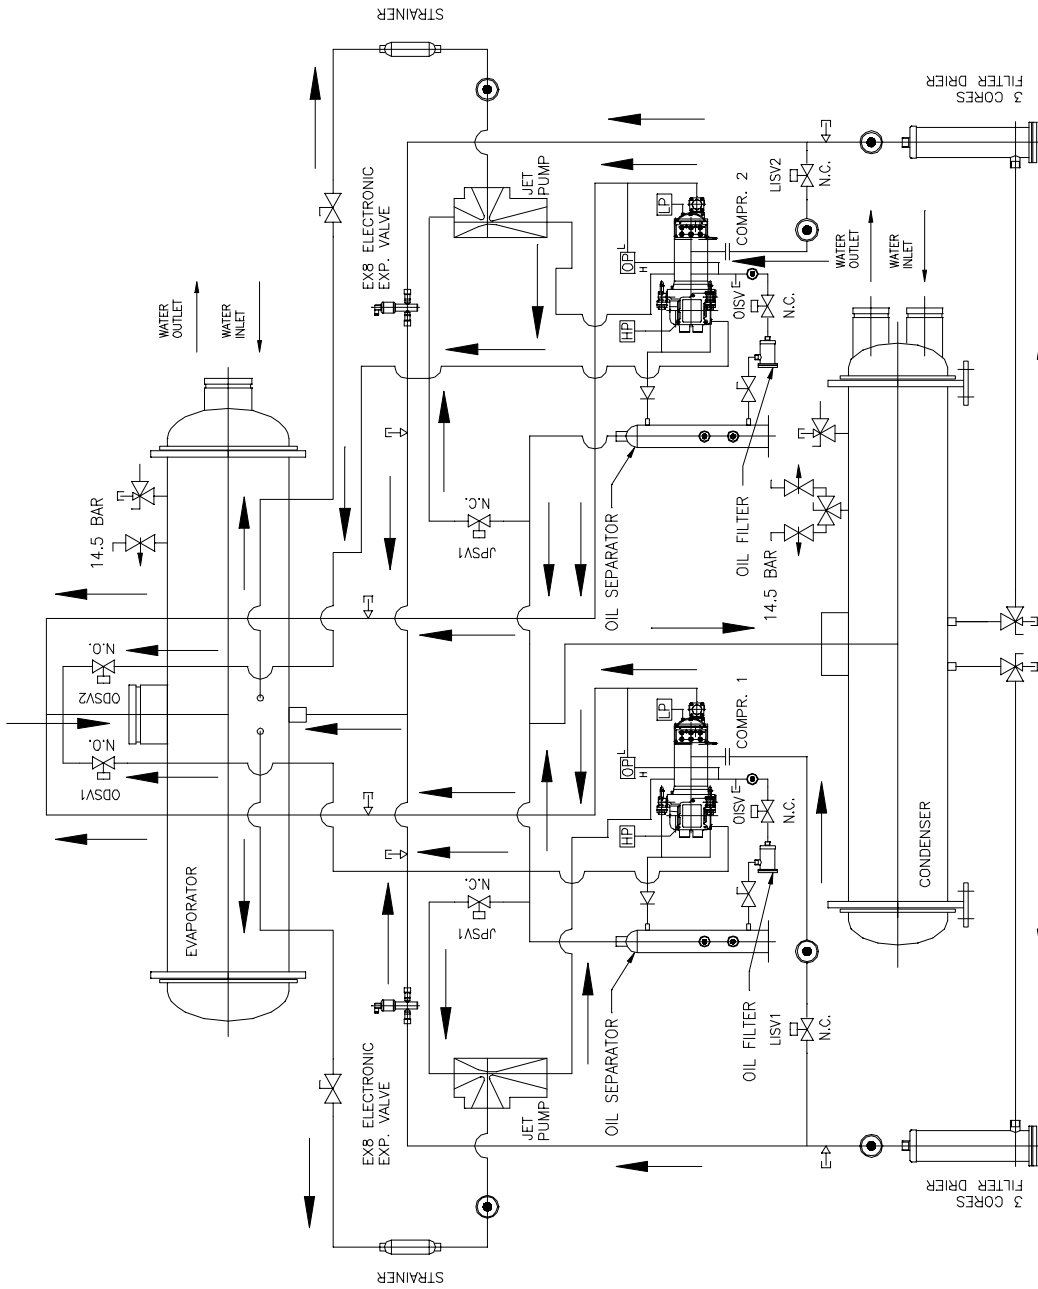 STRAINER
3 CORES
FILTER DRIER
EX8 ELECTRONIC
EXP. VALVE
JET
PUMP
LISV2
N.C.
LP
COMPR. 2
OP
L
H
WATER
OUTLET
WATER
INLET
WATER
OUTLET
WATER
INLET
HP
OISV
N.C.
14.5 BAR
N.C.
JPSV1
OIL SEPARATOR
OIL FILTER
14.5 BAR
N.O.
ODSV2
N.O.
ODSV1
LP
COMPR. 1
OP
L
H
HP
OISV
N.C.
EVAPORATOR
CONDENSER
N.C.
JPSV1
OIL SEPARATOR
OIL FILTER
LISV1
N.C.
EX8 ELECTRONIC
EXP. VALVE
JET
PUMP
3 CORES
FILTER DRIER
STRAINER